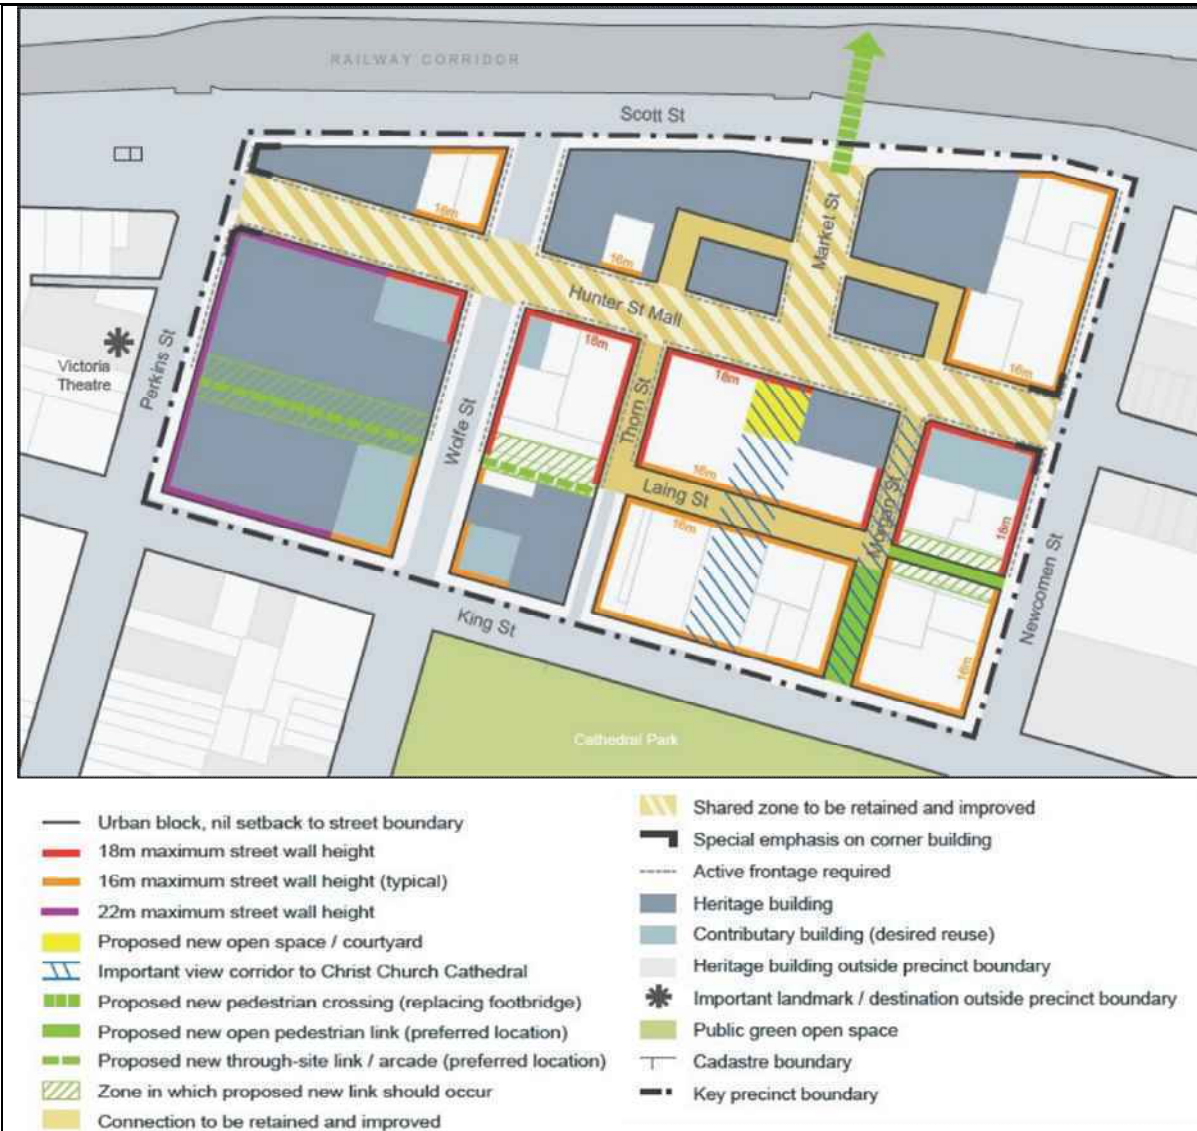 RAILWAY CORRIDOR
Scott St
16m
Market St
16m
Hunter St Mall
Victoria
Theatre
Perkins St
Wolfe St
18m
Thorn St
18m
16m
16m
Laing St
Morgan St
18m
Newcomen St
16m
16m
King St
Cathedral Park
Urban block, nil setback to street boundary
18m maximum street wall height
16m maximum street wall height (typical)
22m maximum street wall height
Proposed new open space / courtyard
Important view corridor to Christ Church Cathedral
Proposed new pedestrian crossing (replacing footbridge)
Proposed new open pedestrian link (preferred location)
Proposed new through-site link / arcade (preferred location)
Zone in which proposed new link should occur
Connection to be retained and improved
Shared zone to be retained and improved
Special emphasis on corner building
Active frontage required
Heritage building
Contributary building (desired reuse)
Heritage building outside precinct boundary
Important landmark / destination outside precinct boundary
Public green open space
Cadastre boundary
Key precinct boundary